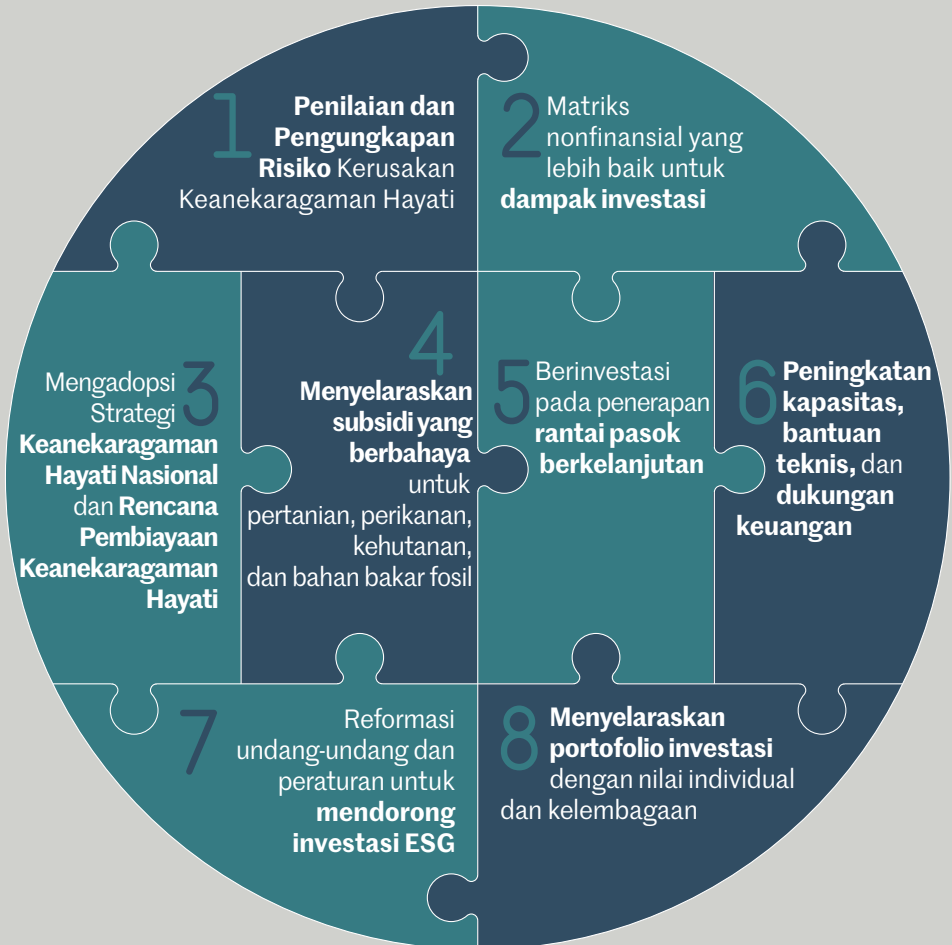 1
Penilaian dan
Pengungkapan
Risiko Kerusakan
Keanekaragaman Hayati
2
Matriks
nonfinansial yang
lebih baik untuk
dampak investasi
3
Mengadopsi
Strategi
Keanekaragaman
Hayati Nasional
dan Rencana
Pembiayaan
Keanekaragaman
Hayati
4
Menyelaraskan
subsidi yang
berbahaya
untuk
pertanian, perikanan,
kehutanan,
dan bahan bakar fosil
5
Berinvestasi
pada penerapan
rantai pasok
berkelanjutan
6
Peningkatan
kapasitas,
bantuan
teknis, dan
dukungan
keuangan
7
Reformasi
undang-undang dan
peraturan untuk
mendorong
investasi ESG
8
Menyelaraskan
portofolio investasi
dengan nilai individual
dan kelembagaan